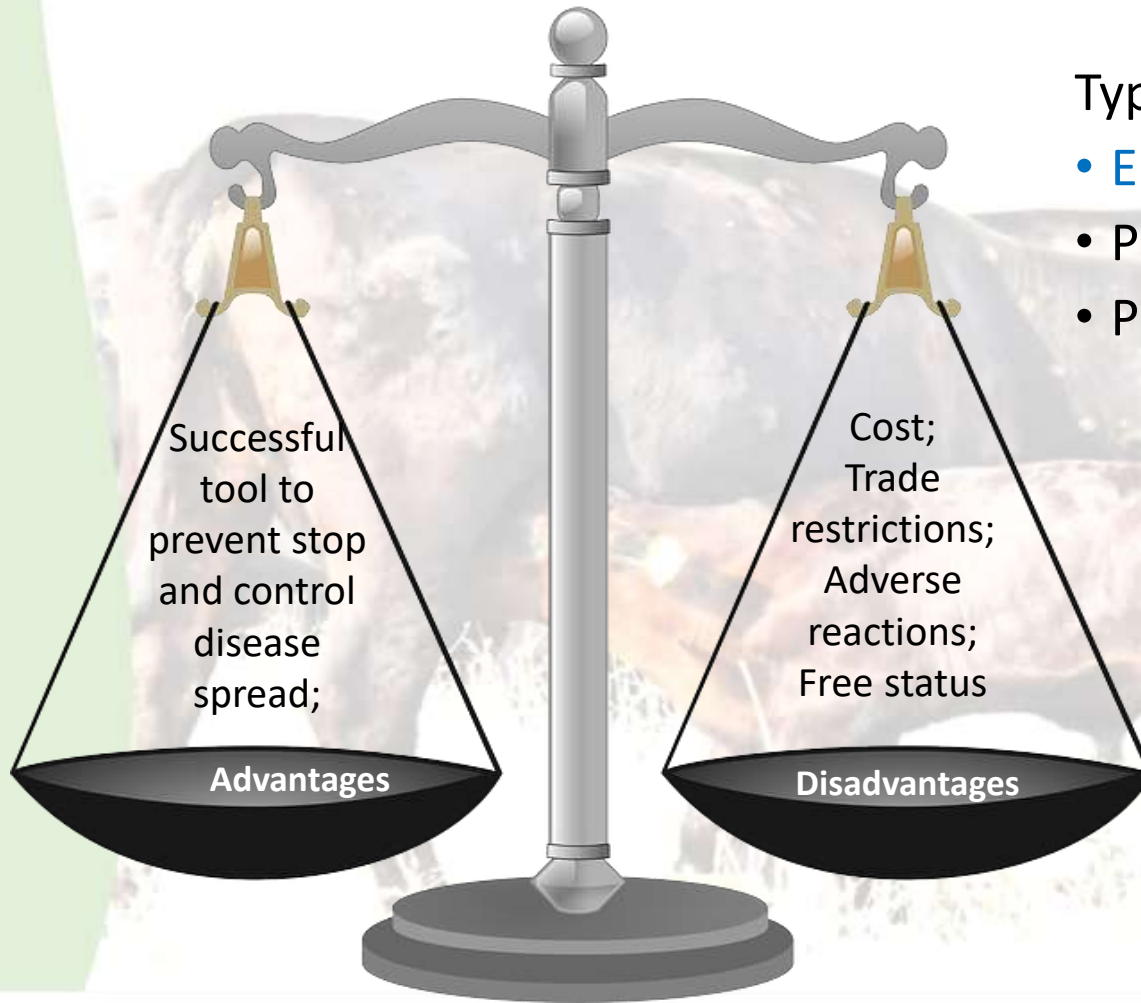 Successful
tool to
prevent stop
and control
disease
spread;
Advantages
Cost;
Trade
restrictions;
Adverse
reactions;
Free status
Disadvantages